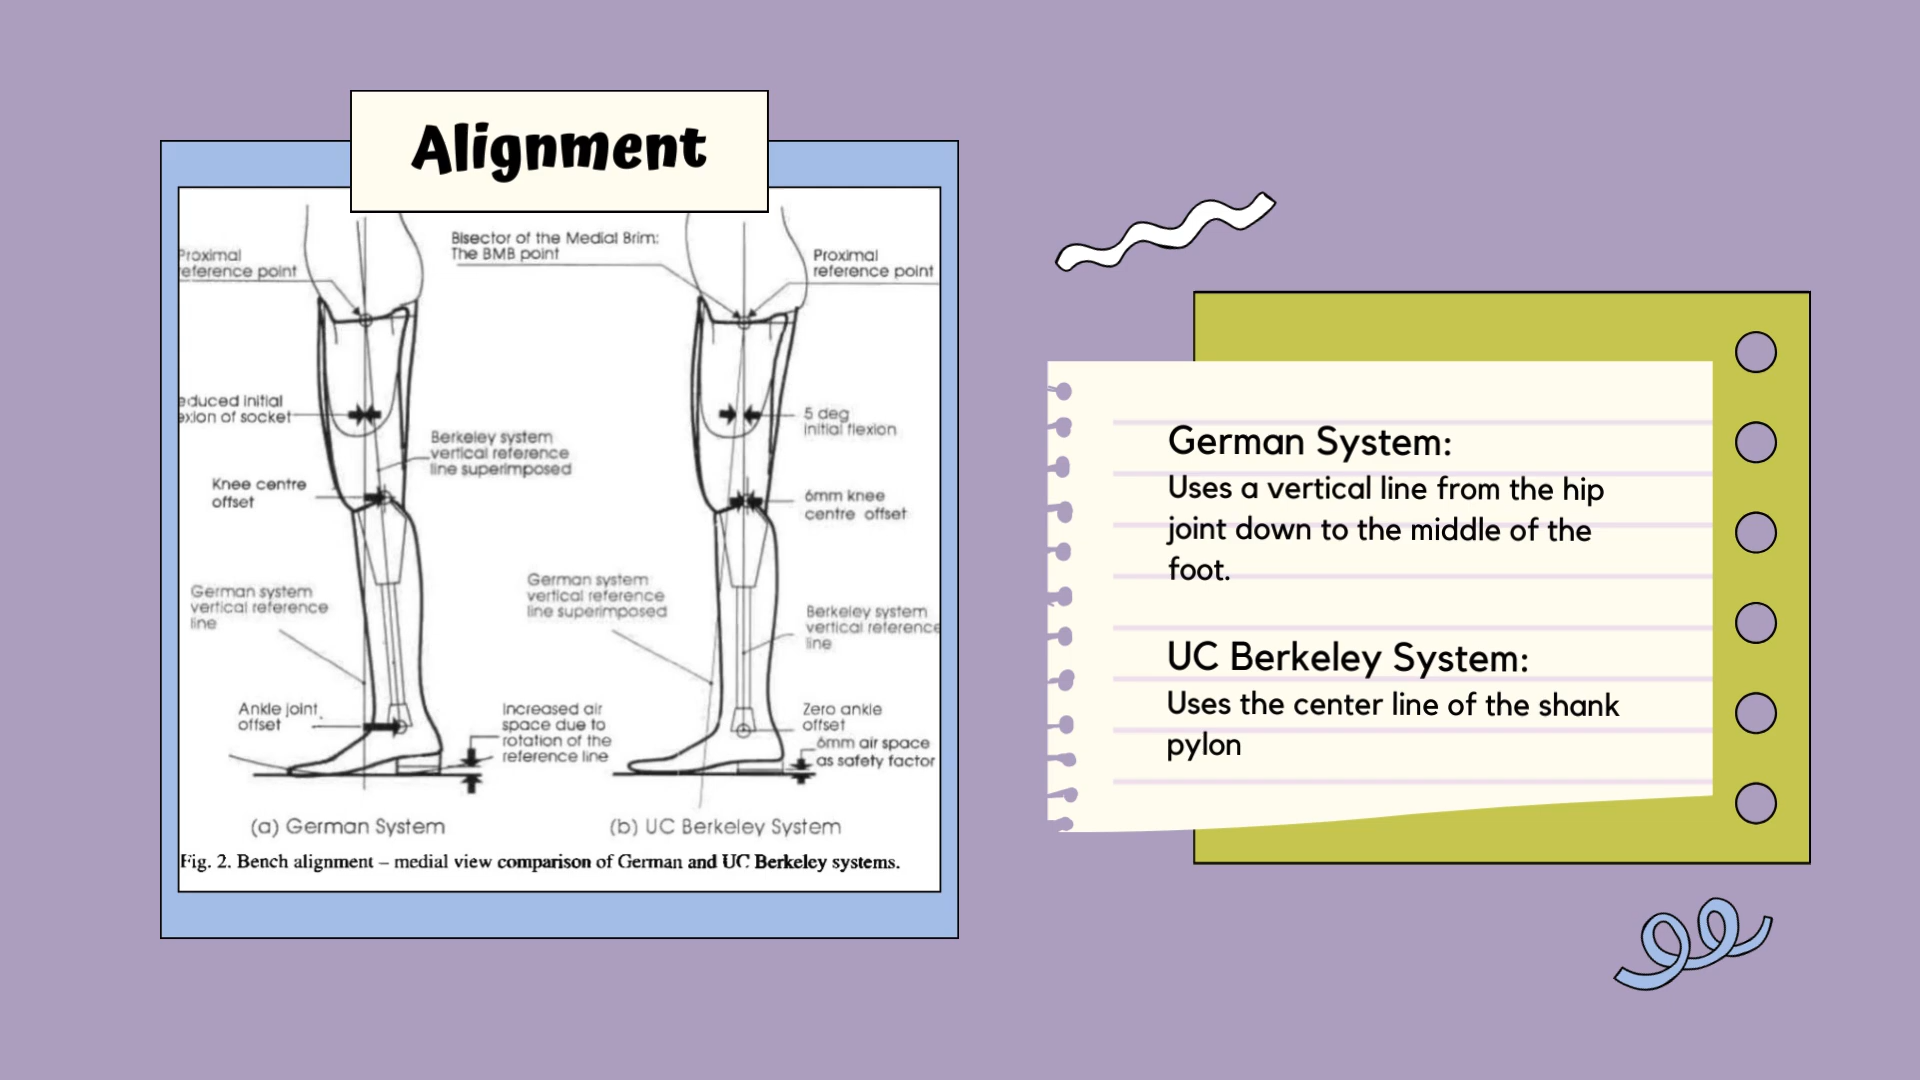 Alignment
Bisector of the Medial Brim:
The BMB point
Proximal
reference point
Proximal
eference point
educed initial
exion of socket
5 deg
initial flexion
Berkeley system
vertical reference
line superimposed
Knee centre
offset
6mm knee
centre offset
German system
vertical reference
line
German system
vertical reference
line superimposed
Berkeley system
vertical reference
line
Ankle joint
offset
Increased air
space due to
rotation of the
reference line
Zero ankle
offset
6mm air space
as safety factor
(a) German System
(b) UC Berkeley System
Fig. 2. Bench alignment – medial view comparison of German and UC Berkeley systems.
German System:
Uses a vertical line from the hip
joint down to the middle of the
foot.
UC Berkeley System:
Uses the center line of the shank
pylon